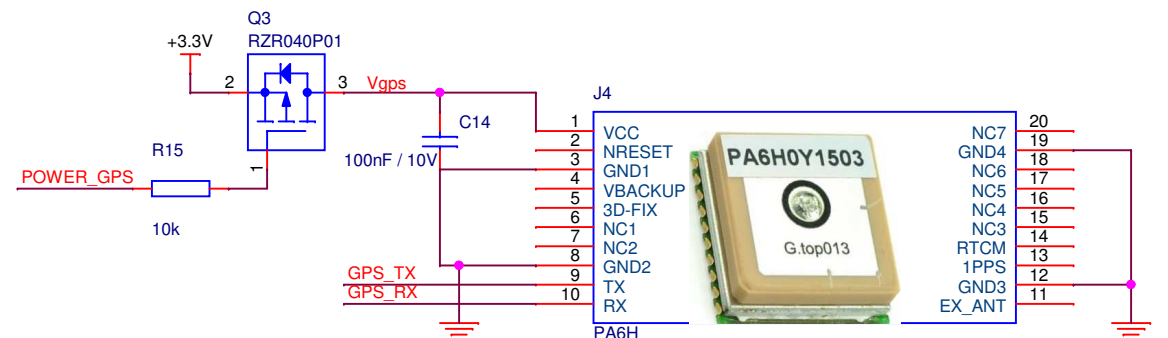 Q3
RZR040P01
+3.3V
2
3
Vgps
1
R15
POWER_GPS
10k
C14
100nF / 10V
J4
1 VCC
2 NRESET
3 GND1
4 VBACKUP
5 3D-FIX
6 NC1
7 NC2
8 GND2
GPS_TX 9 TX
GPS_RX 10 RX
PA6H0Y1503
G.top013
NC7 20
GND4 19
NC6 18
NC5 17
NC4 16
NC3 15
RTCM 14
1PPS 13
GND3 12
EX_ANT 11
PA6H